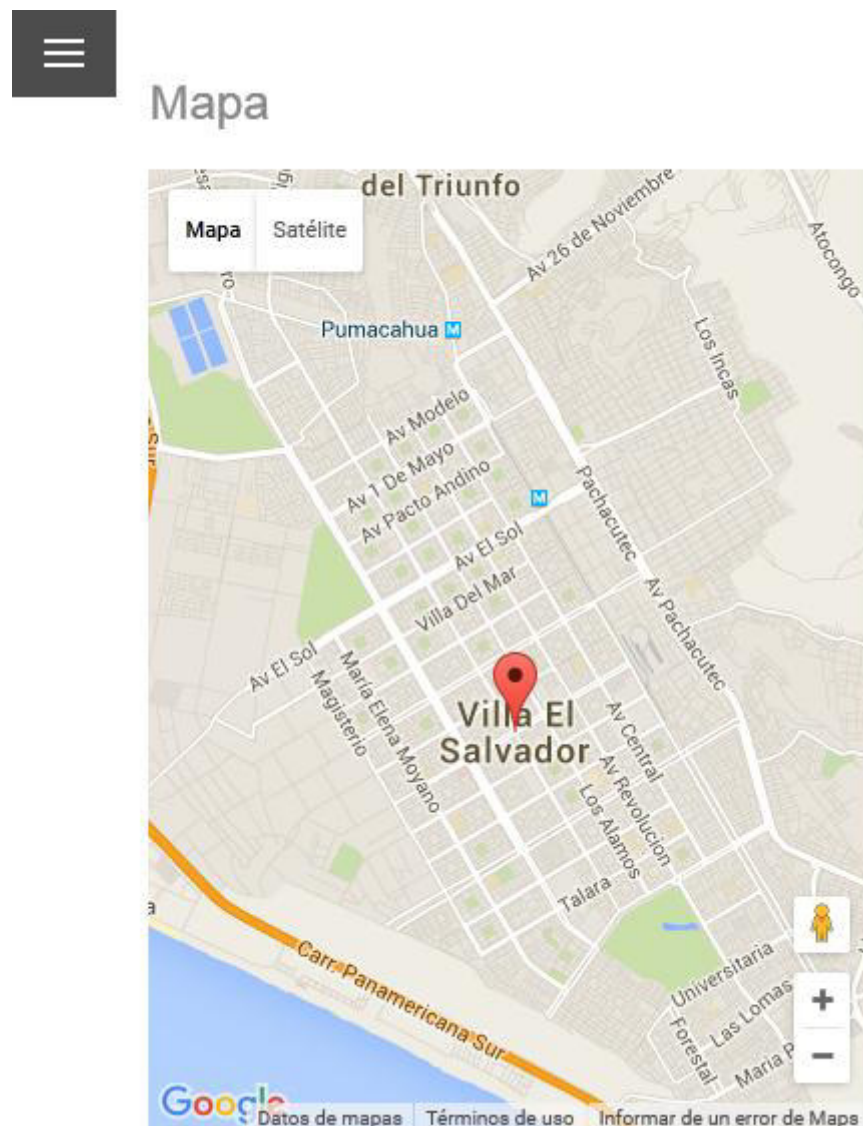 Mapa
del Triunfo
Mapa Satélite
Av 26 de Noviembre
Atocongo
Pumacahua M
Los Incas
Av Modelo
Av 1 De Mayo
Av Pacto Andino
M
Pachacutec
Av El Sol
Villa Del Mar
Av Pachacutec
Av El Sol
Maria Elena Moyano
Magisterio
Villa El
Salvador
Av Central
Av Revolucion
Los Alamos
Talara
Carr. Panamericana Sur
Universitaria
Las Lomas
Forestal
Maria
Google
Datos de mapas Términos de uso Informar de un error de Maps